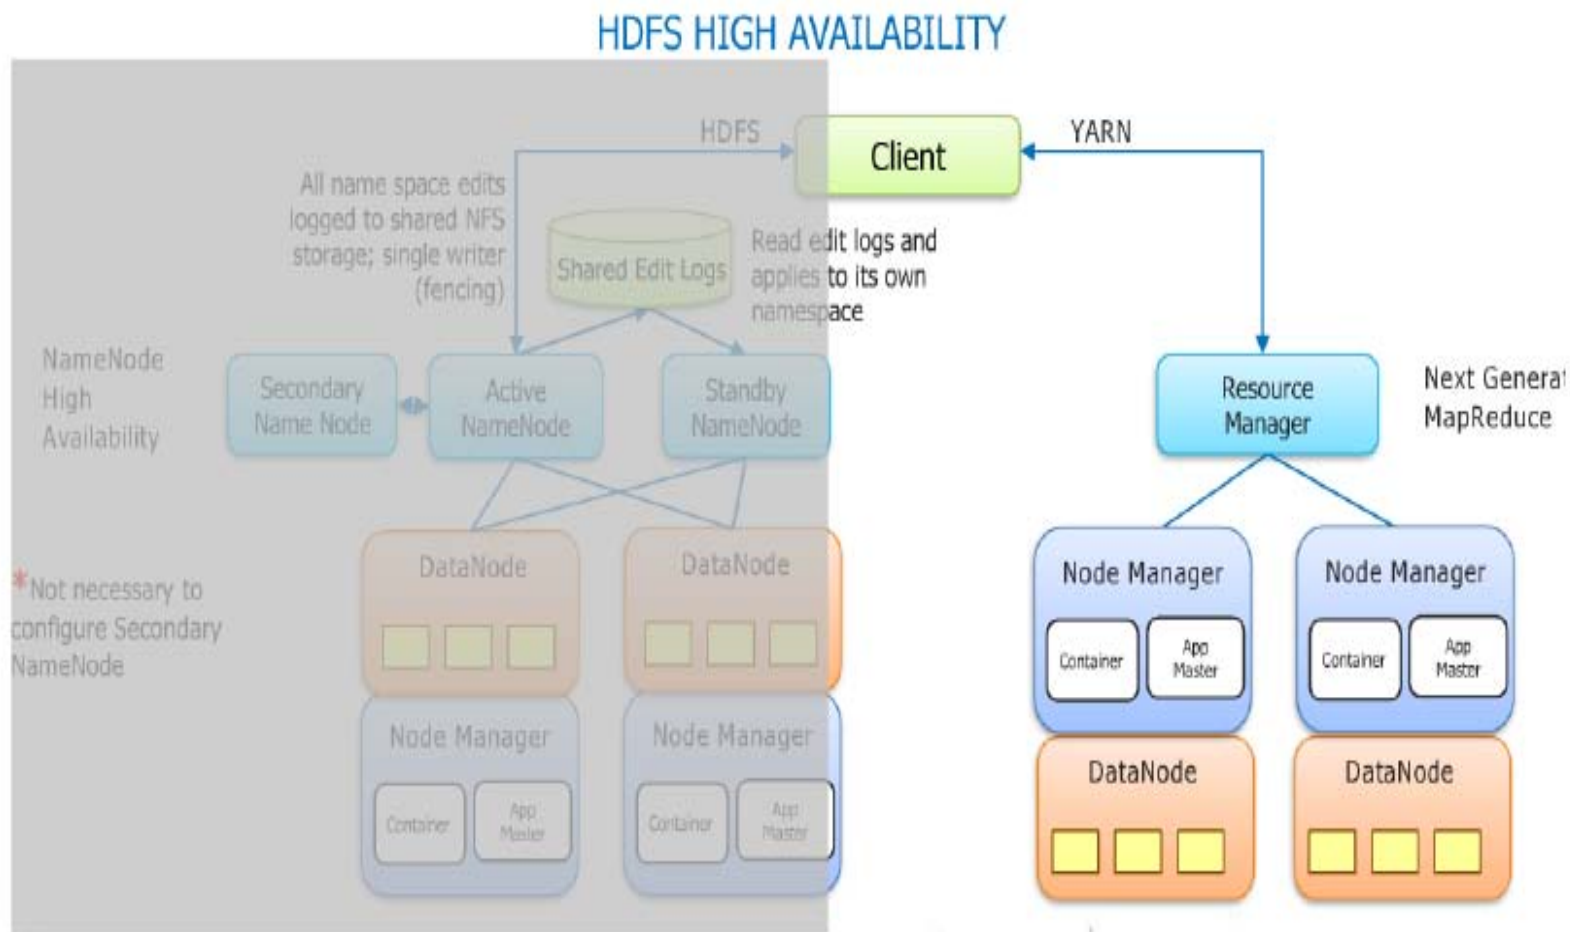 HDFS HIGH AVAILABILITY
HDFS
Client
YARN
All name space edits
logged to shared NFS
storage; single writer
(fencing)
Shared Edit Logs
Read edit logs and
applies to its own
namespace
NameNode
High
Availability
Secondary
Name Node
Active
NameNode
Standby
NameNode
Resource
Manager
Next Generat
MapReduce
*Not necessary to
configure Secondary
NameNode
DataNode
DataNode
Node Manager
Container
App
Master
Node Manager
Container
App
Master
Node Manager
Container
App
Master
Node Manager
Container
App
Master
DataNode
DataNode